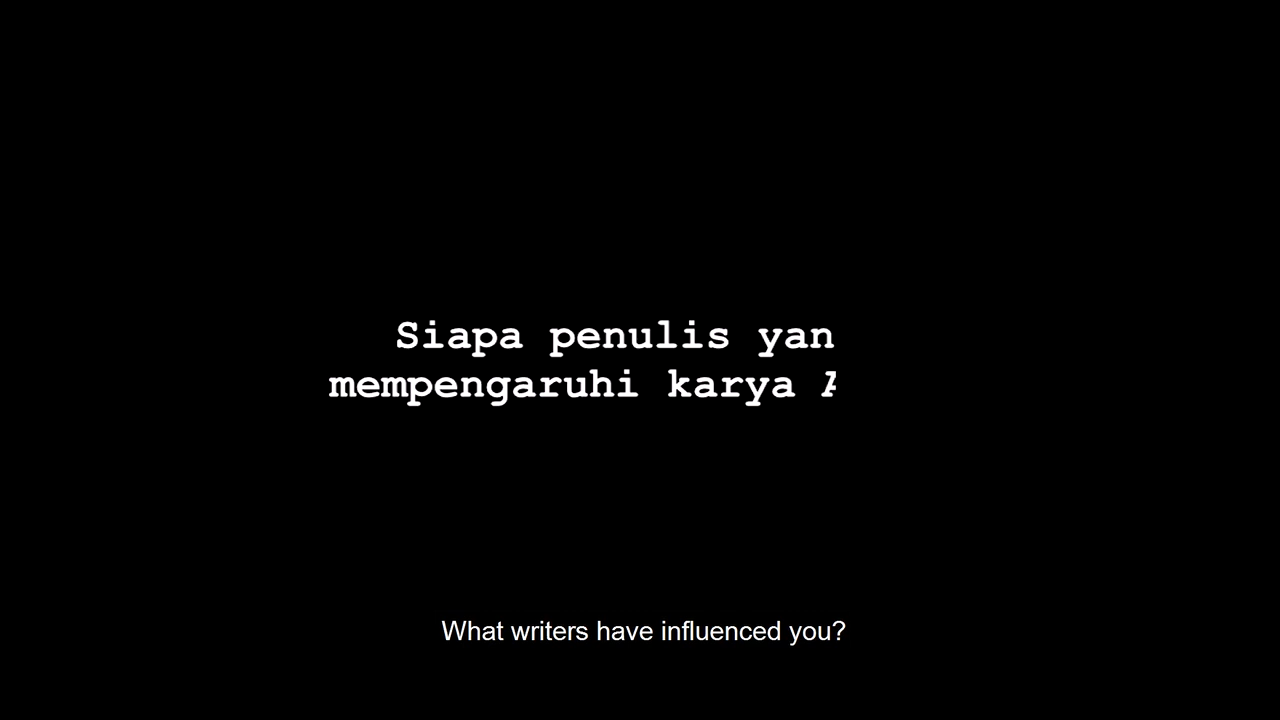 Siapa penulis yan
mempengaruhi karya A
What writers have influenced you?